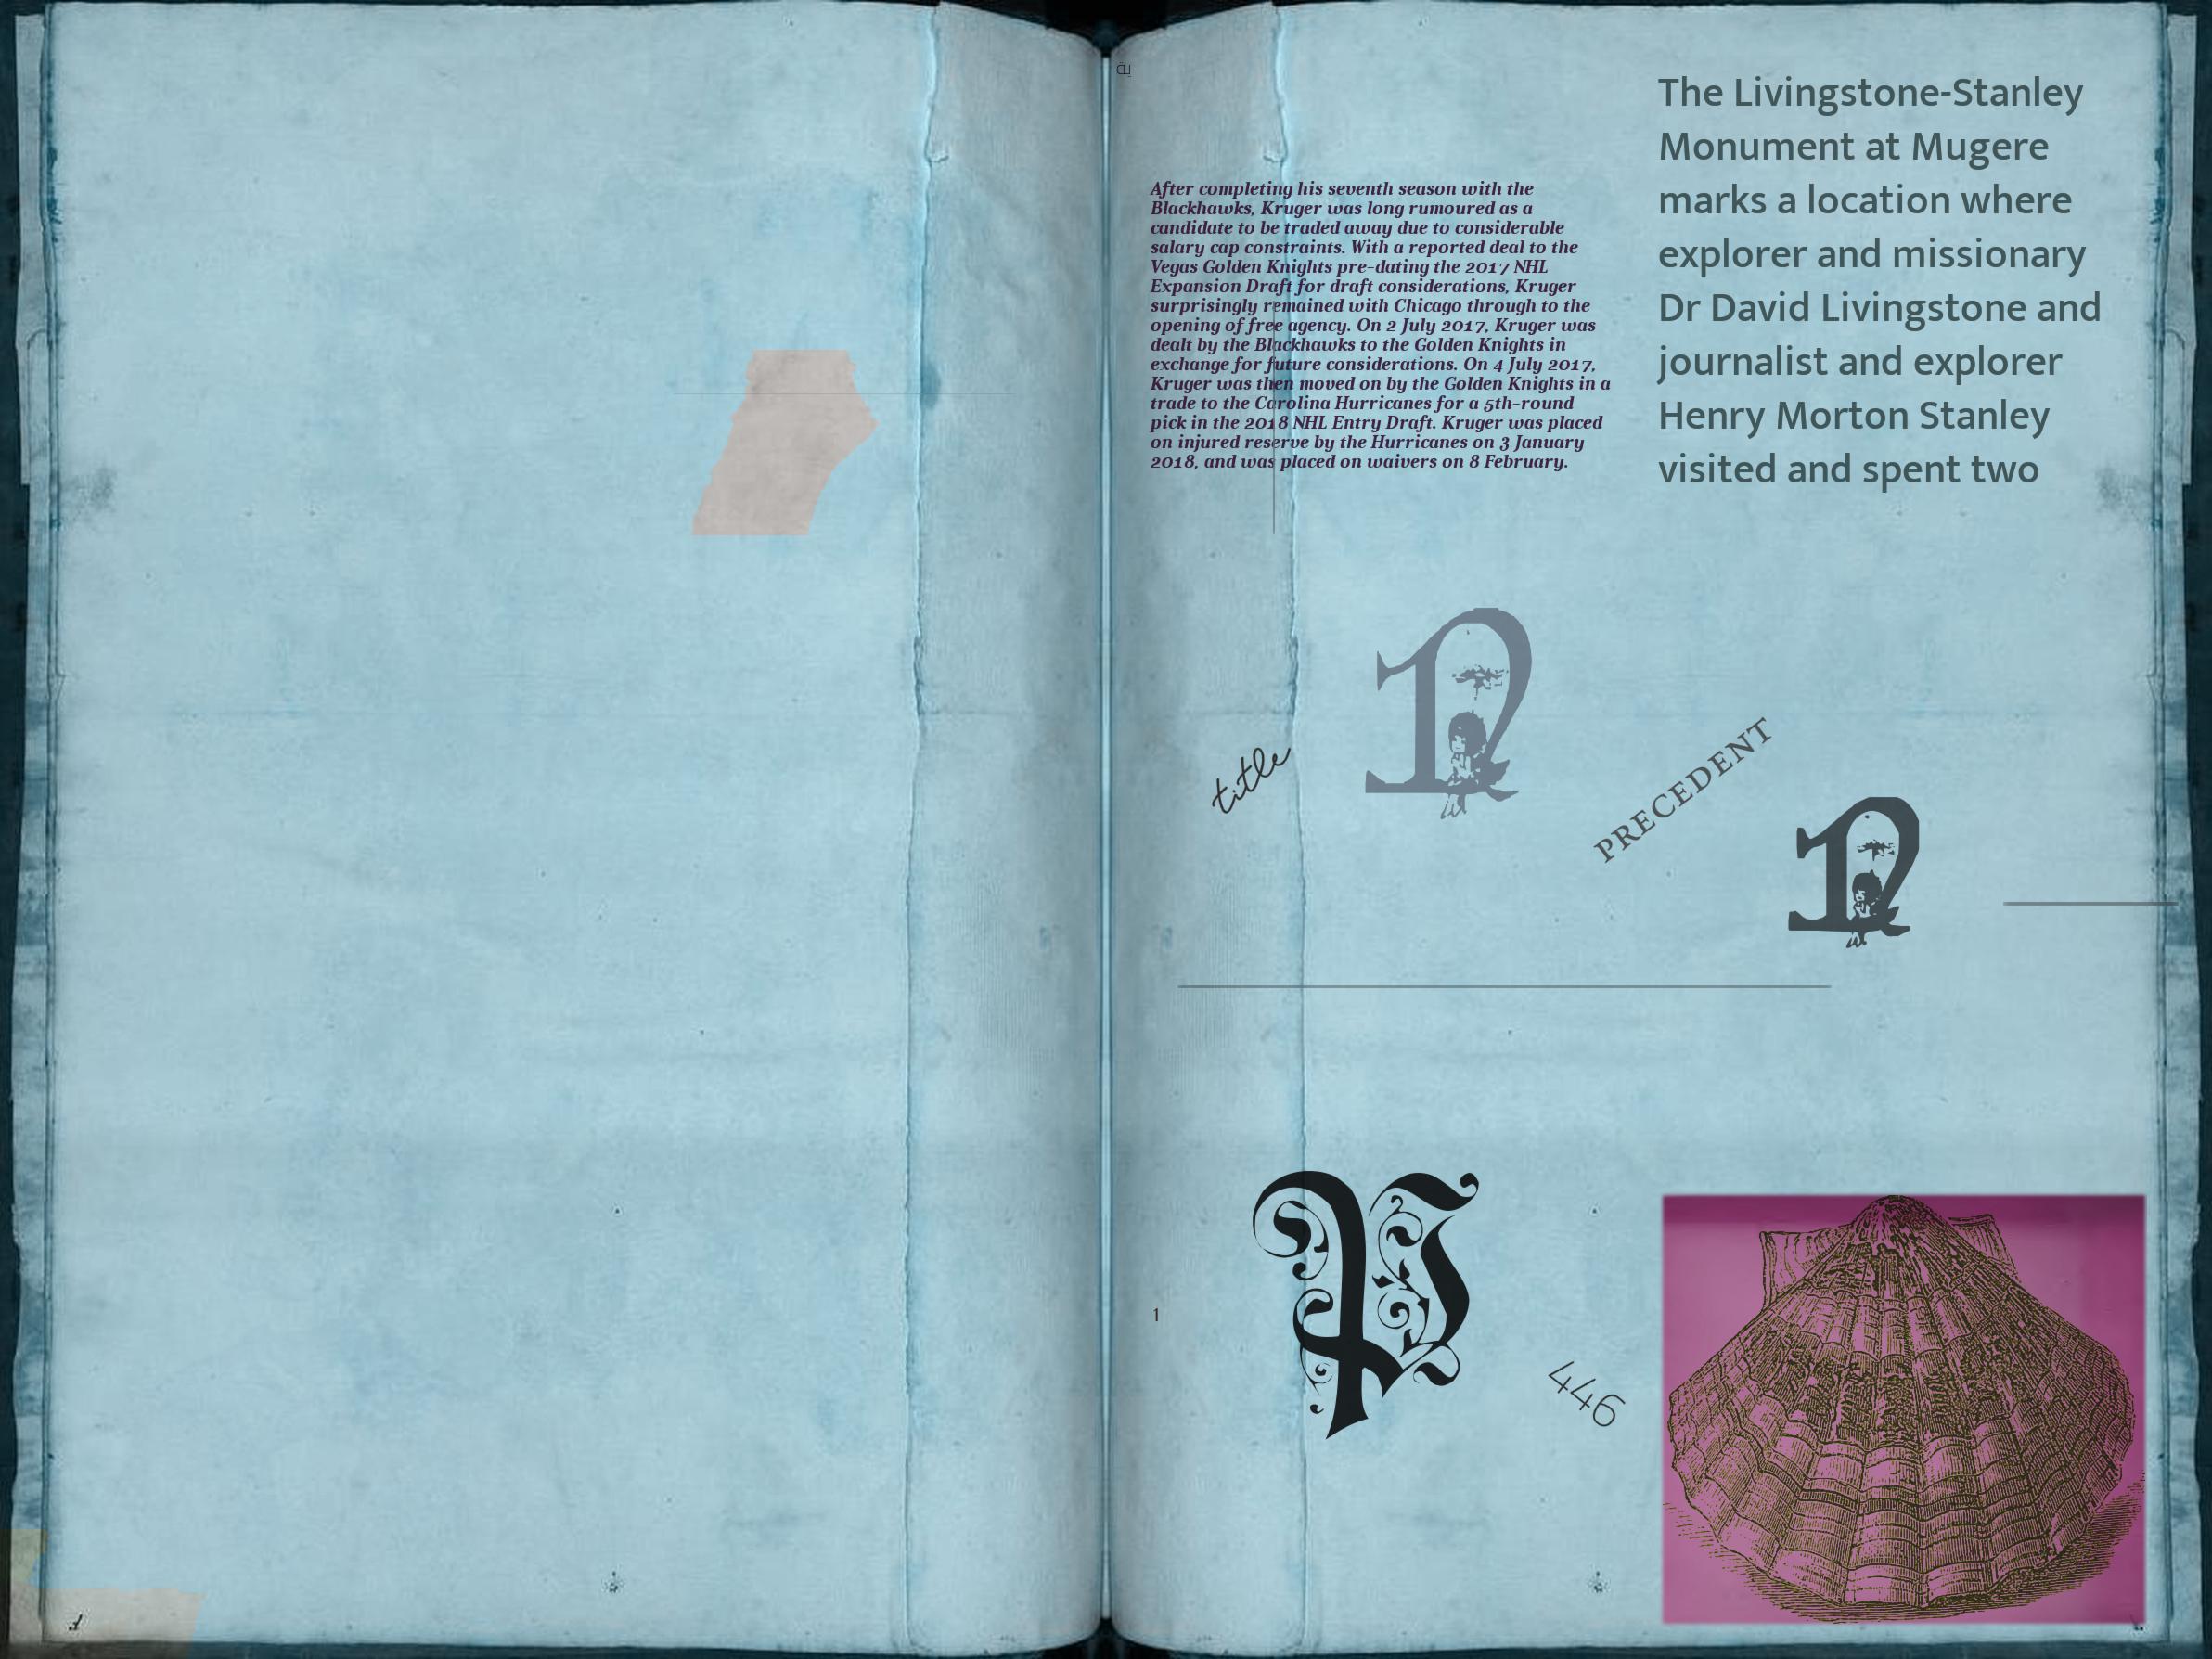 ية
After completing his seventh season with the
Blackhawks, Kruger was long rumoured as a
candidate to be traded away due to considerable
salary cap constraints. With a reported deal to the
Vegas Golden Knights pre-dating the 2017 NHL
Expansion Draft for draft considerations, Kruger
surprisingly remained with Chicago through to the
opening of free agency. On 2 July 2017, Kruger was
dealt by the Blackhawks to the Golden Knights in
exchange for future considerations. On 4 July 2017,
Kruger was then moved on by the Golden Knights in a
trade to the Carolina Hurricanes for a 5th-round
pick in the 2018 NHL Entry Draft. Kruger was placed
on injured reserve by the Hurricanes on 3 January
2018, and was placed on waivers on 8 February.
The Livingstone-Stanley
Monument at Mugere
marks a location where
explorer and missionary
Dr David Livingstone and
journalist and explorer
Henry Morton Stanley
visited and spent two
title
PRECEDENT
1
446